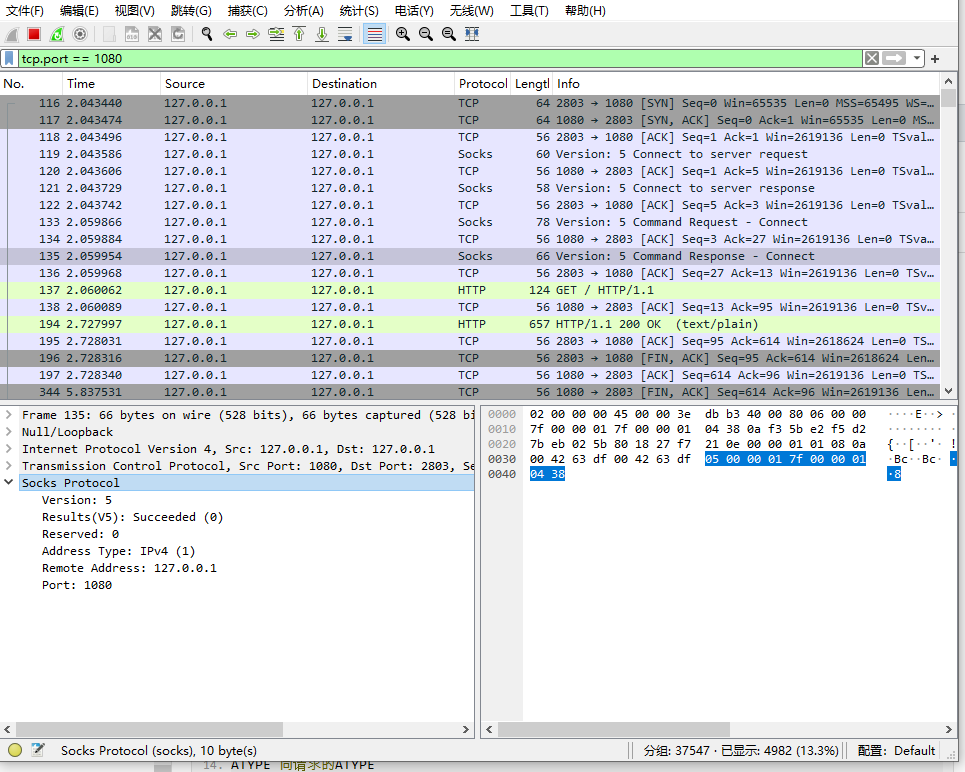 文件(F) 编辑(E) 视图(V) 跳转(G) 捕获(C) 分析(A) 统计(S) 电话(Y) 无线(W) 工具(T) 帮助(H)
tcp.port == 1080
No. Time Source Destination Protocol Lengtl Info
116 2.043440 127.0.0.1 127.0.0.1 TCP 64 2803 → 1080 [SYN] Seq=0 Win=65535 Len=0 MSS=65495 WS=…
117 2.043474 127.0.0.1 127.0.0.1 TCP 64 1080 → 2803 [SYN, ACK] Seq=0 Ack=1 Win=65535 Len=0 MS…
118 2.043496 127.0.0.1 127.0.0.1 TCP 56 2803 → 1080 [ACK] Seq=1 Ack=1 Win=2619136 Len=0 TSval…
119 2.043586 127.0.0.1 127.0.0.1 Socks 60 Version: 5 Connect to server request
120 2.043606 127.0.0.1 127.0.0.1 TCP 56 1080 → 2803 [ACK] Seq=1 Ack=5 Win=2619136 Len=0 TSval…
121 2.043729 127.0.0.1 127.0.0.1 Socks 58 Version: 5 Connect to server response
122 2.043742 127.0.0.1 127.0.0.1 TCP 56 2803 → 1080 [ACK] Seq=5 Ack=3 Win=2619136 Len=0 TSval…
133 2.059866 127.0.0.1 127.0.0.1 Socks 78 Version: 5 Command Request - Connect
134 2.059884 127.0.0.1 127.0.0.1 TCP 56 1080 → 2803 [ACK] Seq=3 Ack=27 Win=2619136 Len=0 TSva…
135 2.059954 127.0.0.1 127.0.0.1 Socks 66 Version: 5 Command Response - Connect
136 2.059968 127.0.0.1 127.0.0.1 TCP 56 2803 → 1080 [ACK] Seq=27 Ack=13 Win=2619136 Len=0 TSv…
137 2.060062 127.0.0.1 127.0.0.1 HTTP 124 GET / HTTP/1.1
138 2.060089 127.0.0.1 127.0.0.1 TCP 56 1080 → 2803 [ACK] Seq=13 Ack=95 Win=2619136 Len=0 TSv…
194 2.727997 127.0.0.1 127.0.0.1 HTTP 657 HTTP/1.1 200 OK (text/plain)
195 2.728031 127.0.0.1 127.0.0.1 TCP 56 2803 → 1080 [ACK] Seq=95 Ack=614 Win=2618624 Len=0 TS…
196 2.728316 127.0.0.1 127.0.0.1 TCP 56 2803 → 1080 [FIN, ACK] Seq=95 Ack=614 Win=2618624 Len…
197 2.728340 127.0.0.1 127.0.0.1 TCP 56 1080 → 2803 [ACK] Seq=614 Ack=96 Win=2619136 Len=0 TS…
344 5.837531 127.0.0.1 127.0.0.1 TCP 56 1080 → 2803 [FIN, ACK] Seq=614 Ack=96 Win=2619136 Len…
Frame 135: 66 bytes on wire (528 bits), 66 bytes captured (528 bi
Null/Loopback
Internet Protocol Version 4, Src: 127.0.0.1, Dst: 127.0.0.1
Transmission Control Protocol, Src Port: 1080, Dst Port: 2803, Se
Socks Protocol
Version: 5
Results(V5): Succeeded (0)
Reserved: 0
Address Type: IPv4 (1)
Remote Address: 127.0.0.1
Port: 1080
0000 02 00 00 00 45 00 00 3e db b3 40 00 80 06 00 00 ····E··>
0010 7f 00 00 01 7f 00 00 01 04 38 0a f3 5b e2 f5 d2 ········
0020 7b eb 02 5b 80 18 27 f7 21 0e 00 00 01 01 08 0a {··[··'· !
0030 00 42 63 df 00 42 63 df 05 00 00 01 7f 00 00 01 ·Bc··Bc· ·
0040 04 38 ·8
Socks Protocol (socks), 10 byte(s) 分组: 37547 · 已显示: 4982 (13.3%) 配置: Default
14. ATYPE 同请求的ATYPE